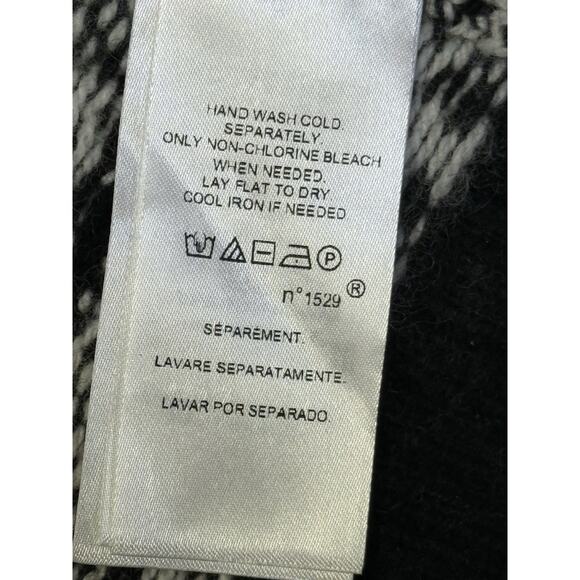 HAND WASH COLD.
SEPARATELY
ONLY NON-CHLORINE BLEACH
WHEN NEEDED.
LAY FLAT TO DRY
COOL IRON IF NEEDED
P
n°1529 ®
SÉPARÉMENT.
LAVARE SEPARATAMENTE.
LAVAR POR SEPARADO.